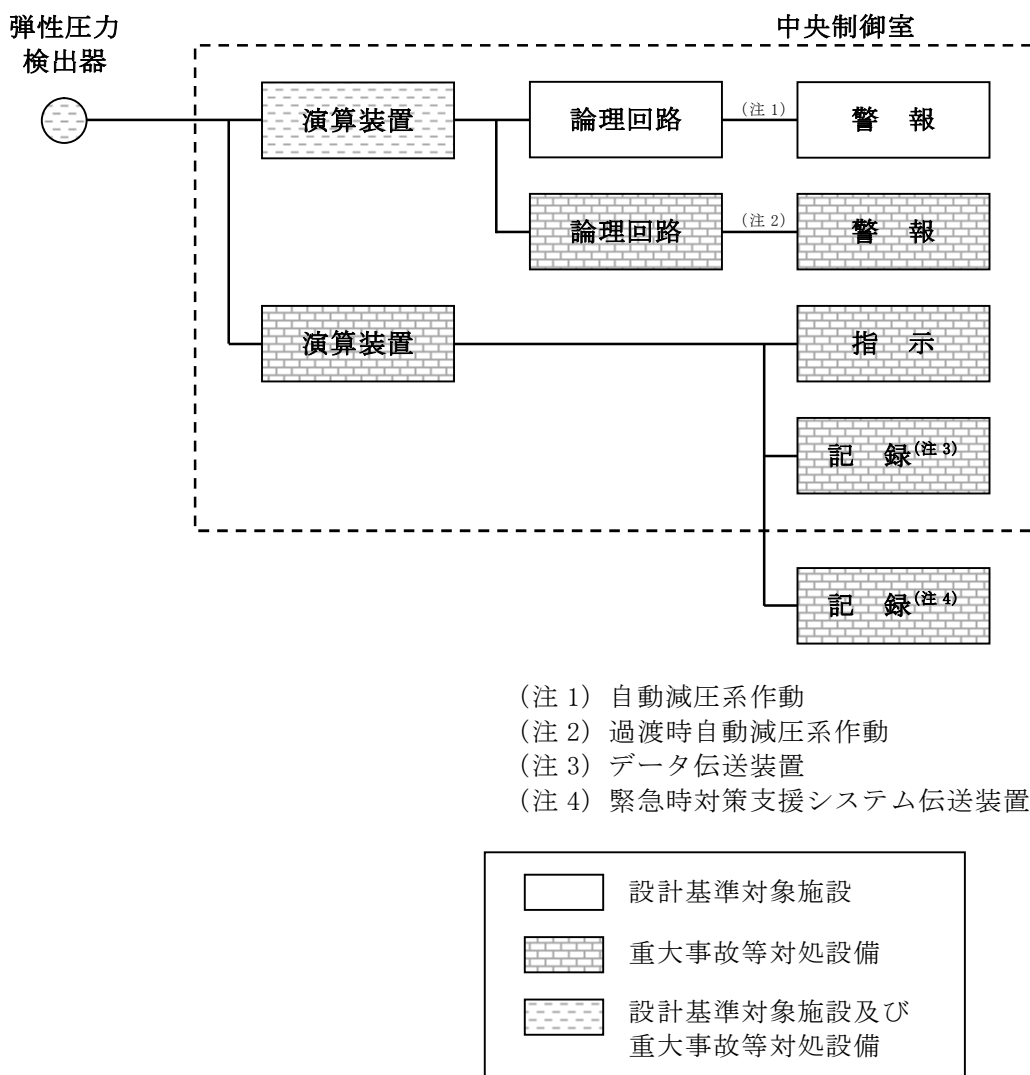 弾性圧力
検出器
中央制御室
演算装置
論理回路
(注 1)
警 報
論理回路
(注 2)
警 報
演算装置
指 示
記 録(注 3)
記 録(注 4)
(注 1) 自動減圧系作動
(注 2) 過渡時自動減圧系作動
(注 3) データ伝送装置
(注 4) 緊急時対策支援システム伝送装置
設計基準対象施設
重大事故等対処設備
設計基準対象施設及び
重大事故等対処設備